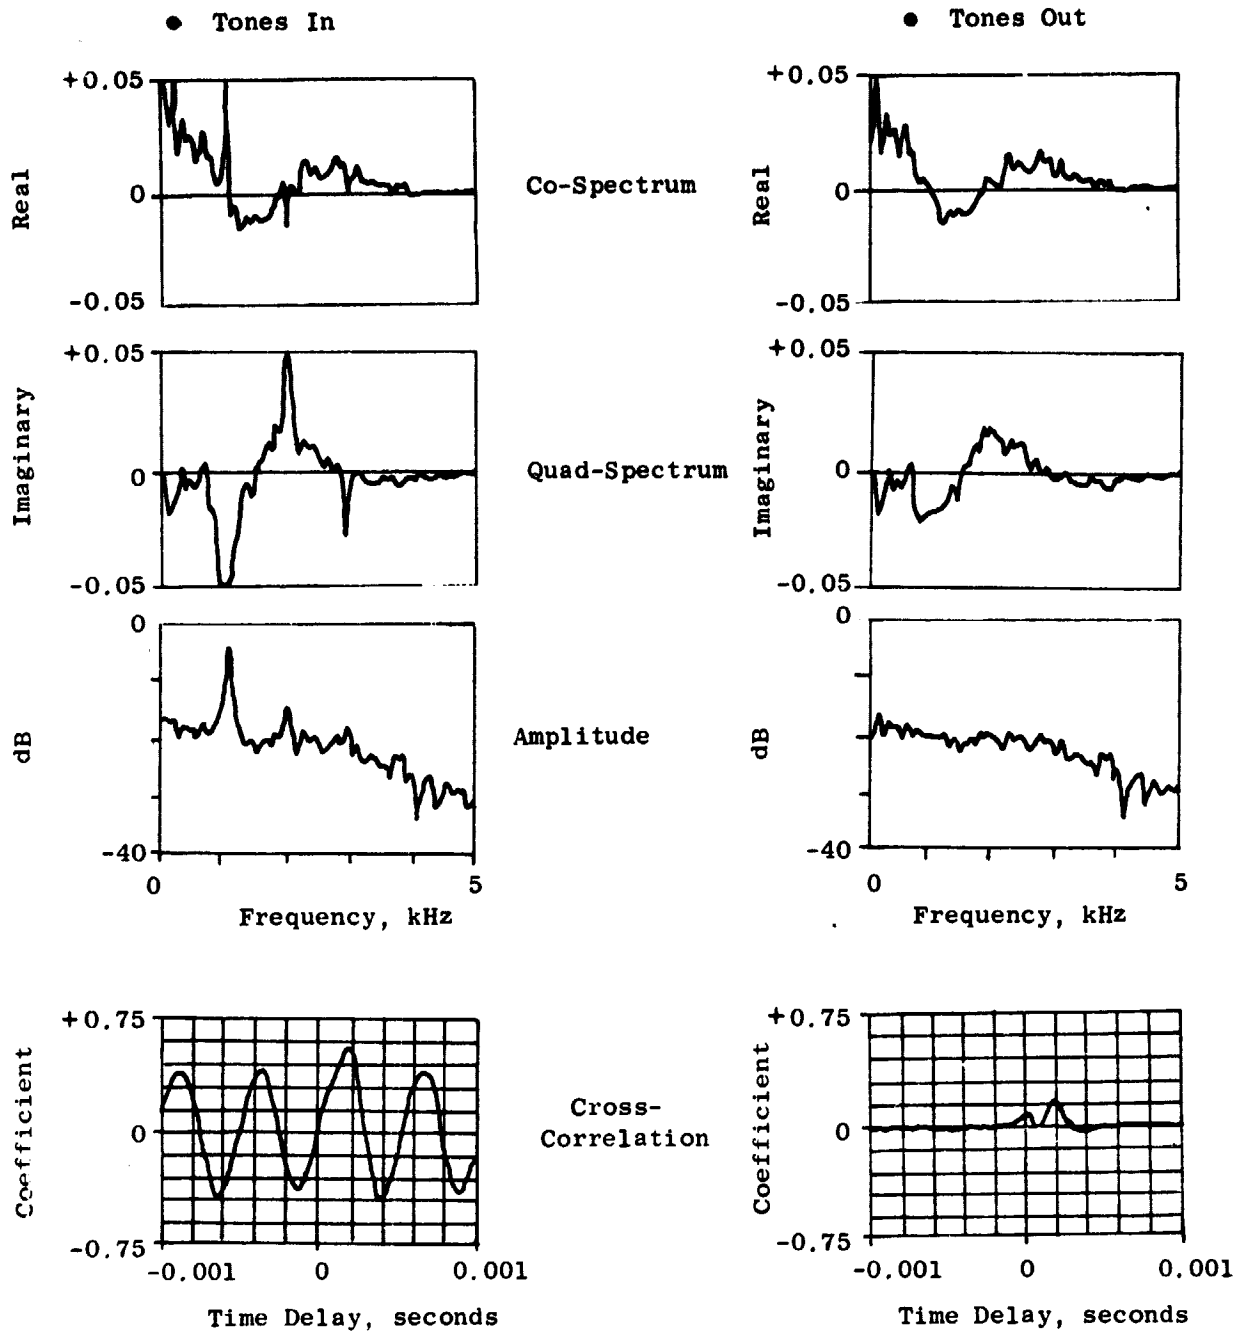 ● Tones In
● Tones Out
+0.05
0
-0.05
Real
Co-Spectrum
+0.05
0
-0.05
Real
+0.05
0
-0.05
Imaginary
Quad-Spectrum
+0.05
0
-0.05
Imaginary
0
-40
dB
0
5
Frequency, kHz
Amplitude
0
-40
dB
0
5
Frequency, kHz
+0.75
0
-0.75
Coefficient
-0.001
0
0.001
Time Delay, seconds
Cross-
Correlation
+0.75
0
-0.75
Coefficient
-0.001
0
0.001
Time Delay, seconds